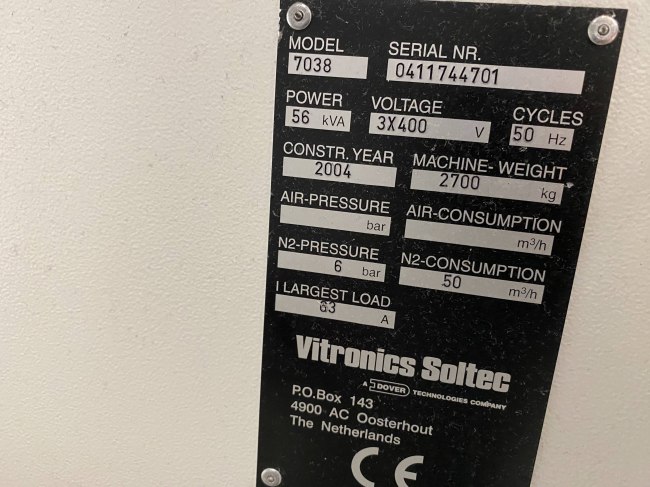 MODEL SERIAL NR.
7038 0411744701
POWER VOLTAGE CYCLES
56 kVA 3X400 V 50 Hz
CONSTR. YEAR MACHINE-WEIGHT
2004 2700 kg
AIR-PRESSURE AIR-CONSUMPTION
bar m³/h
N2-PRESSURE N2-CONSUMPTION
6 bar 50 m³/h
I LARGEST LOAD
63 A
Vitronics Soltec
A DOVER TECHNOLOGIES COMPANY
P.O.Box 143
4900 AC Oosterhout
The Netherlands
CE